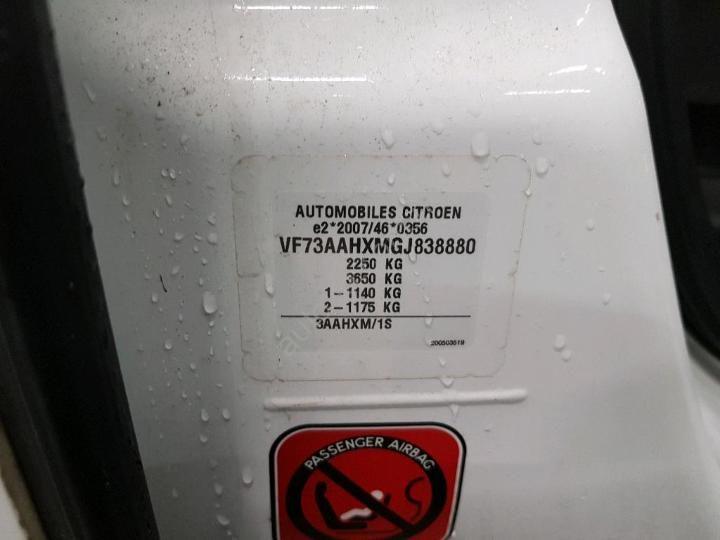 AUTOMOBILES CITROEN
e2*2007/46*0356
VF73AAHXMGJ838880
2250 KG
3650 KG
1-1140 KG
2-1175 KG
3AAHXM/1S
200503519
PASSENGER AIRBAG